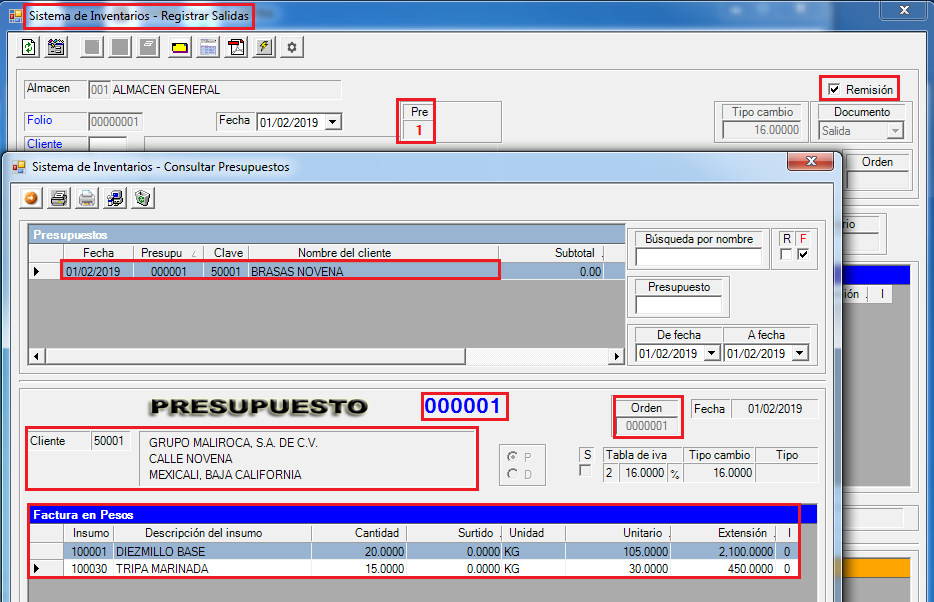 Sistema de Inventarios - Registrar Salidas
Almacen 001 ALMACEN GENERAL
Remisión
Folio 00000001 Fecha 01/02/2019 Pre 1
Tipo cambio 16.00000 Documento Salida
Cliente
Orden
Sistema de Inventarios - Consultar Presupuestos
Presupuestos
Fecha Presupu Clave Nombre del cliente Subtotal
01/02/2019 000001 50001 BRASAS NOVENA 0.00
Búsqueda por nombre R F
Presupuesto
De fecha A fecha
01/02/2019 01/02/2019
rio
ión I
PRESUPUESTO 000001
Orden 0000001 Fecha 01/02/2019
Cliente 50001 GRUPO MALIROCA, S.A. DE C.V.
CALLE NOVENA
MEXICALI, BAJA CALIFORNIA
P
D
S Tabla de iva Tipo cambio Tipo
2 16.0000 % 16.0000
Factura en Pesos
Insumo Descripción del insumo Cantidad Surtido Unidad Unitario Extensión I
100001 DIEZMILLO BASE 20.0000 0.0000 KG 105.0000 2,100.0000 0
100030 TRIPA MARINADA 15.0000 0.0000 KG 30.0000 450.0000 0